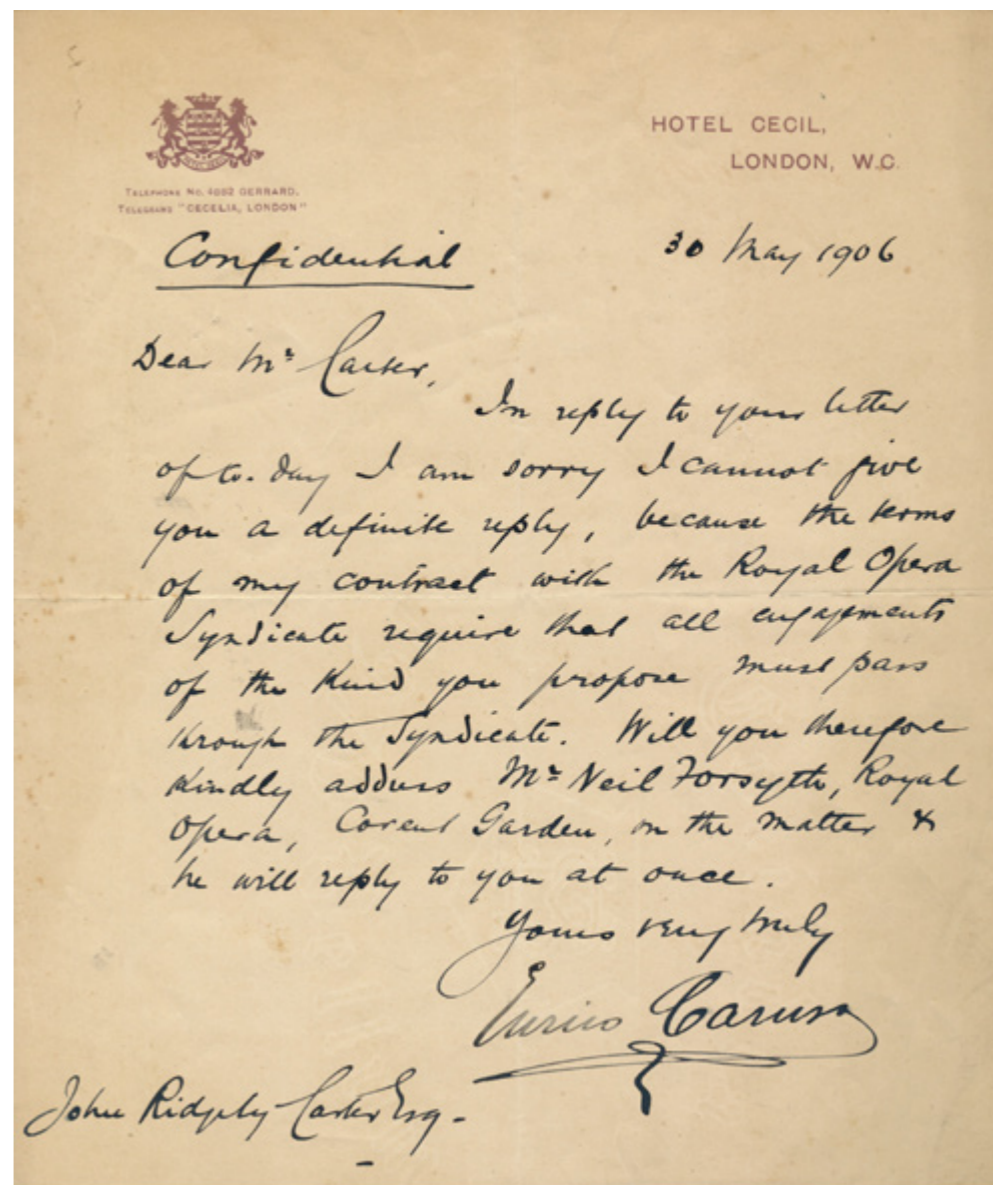 HOTEL CECIL,
LONDON, W.C.
TELEPHONE No. 4682 GERRARD,
TELEGRAMS "CECELIA, LONDON"
Confidential
30 May 1906
Dear Mr Carter,
In reply to your letter
of to-day I am sorry I cannot give
you a definite reply, because the terms
of my contract with the Royal Opera
Syndicate require that all engagements
of the kind you propose must pass
through the Syndicate. Will you therefore
kindly address Mr Neil Forsyth, Royal
Opera, Covent Garden, on the matter &
he will reply to you at once.
Yours very truly
Enrico Caruso
John Ridgely Carter Esq -